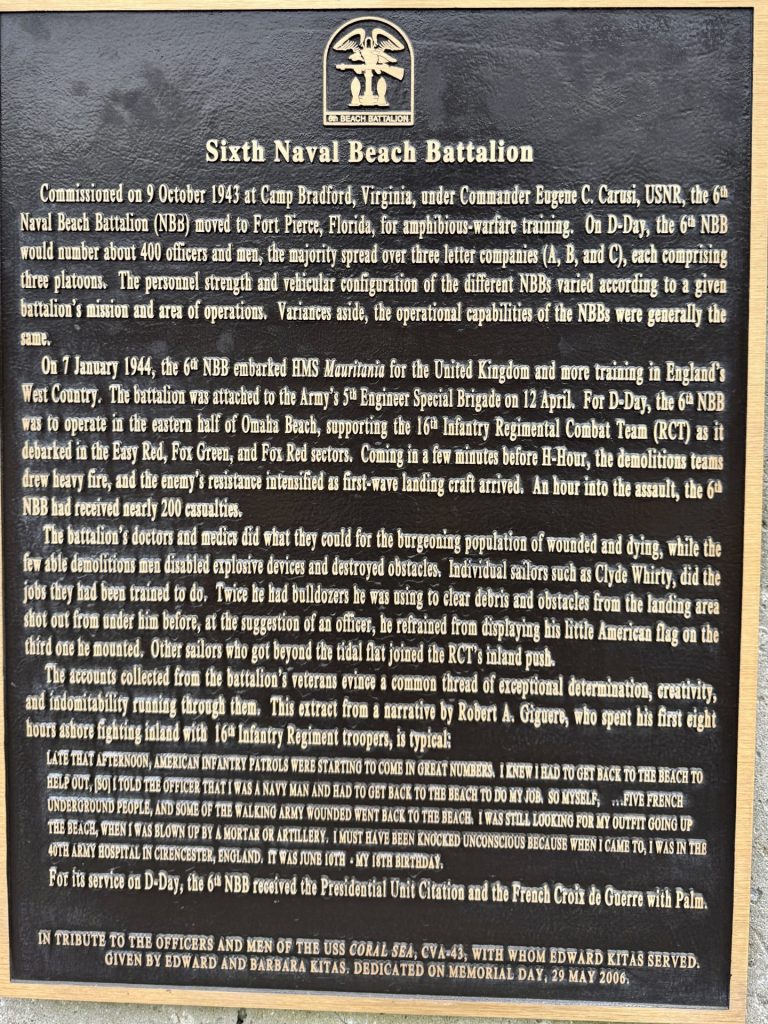 6th BEACH BATTALION
Sixth Naval Beach Battalion
Commissioned on 9 October 1943 at Camp Bradford, Virginia, under Commander Eugene C. Carusi, USNR, the 6th
Naval Beach Battalion (NBB) moved to Fort Pierce, Florida, for amphibious-warfare training. On D-Day, the 6th NBB
would number about 400 officers and men, the majority spread over three letter companies (A, B, and C), each comprising
three platoons. The personnel strength and vehicular configuration of the different NBBs varied according to a given
battalion's mission and area of operations. Variances aside, the operational capabilities of the NBBs were generally the
same.
On 7 January 1944, the 6th NBB embarked HMS Mauritania for the United Kingdom and more training in England's
West Country. The battalion was attached to the Army's 5th Engineer Special Brigade on 12 April. For D-Day, the 6th NBB
was to operate in the eastern half of Omaha Beach, supporting the 16th Infantry Regimental Combat Team (RCT) as it
debarked in the Easy Red, Fox Green, and Fox Red sectors. Coming in a few minutes before H-Hour, the demolitions teams
drew heavy fire, and the enemy's resistance intensified as first-wave landing craft arrived. An hour into the assault, the 6th
NBB had received nearly 200 casualties.
The battalion's doctors and medics did what they could for the burgeoning population of wounded and dying, while the
few able demolitions men disabled explosive devices and destroyed obstacles. Individual sailors such as Clyde Whirty, did the
jobs they had been trained to do. Twice he had bulldozers he was using to clear debris and obstacles from the landing area
shot out from under him before, at the suggestion of an officer, he refrained from displaying his little American flag on the
third one he mounted. Other sailors who got beyond the tidal flat joined the RCT's inland push.
The accounts collected from the battalion's veterans evince a common thread of exceptional determination, creativity,
and indomitability running through them. This extract from a narrative by Robert A. Giguere, who spent his first eight
hours ashore fighting inland with 16th Infantry Regiment troopers, is typical:
LATE THAT AFTERNOON, AMERICAN INFANTRY PATROLS WERE STARTING TO COME IN GREAT NUMBERS. I KNEW I HAD TO GET BACK TO THE BEACH TO
HELP OUT, [SO] I TOLD THE OFFICER THAT I WAS A NAVY MAN AND HAD TO GET BACK TO THE BEACH TO DO MY JOB. SO MYSELF, ...FIVE FRENCH
UNDERGROUND PEOPLE, AND SOME OF THE WALKING ARMY WOUNDED WENT BACK TO THE BEACH. I WAS STILL LOOKING FOR MY OUTFIT GOING UP
THE BEACH, WHEN I WAS BLOWN UP BY A MORTAR OR ARTILLERY. I MUST HAVE BEEN KNOCKED UNCONSCIOUS BECAUSE WHEN I CAME TO, I WAS IN THE
40TH ARMY HOSPITAL IN CIRENCESTER, ENGLAND. IT WAS JUNE 10TH - MY 18TH BIRTHDAY.
For its service on D-Day, the 6th NBB received the Presidential Unit Citation and the French Croix de Guerre with Palm.
IN TRIBUTE TO THE OFFICERS AND MEN OF THE USS CORAL SEA, CVA-43, WITH WHOM EDWARD KITAS SERVED.
GIVEN BY EDWARD AND BARBARA KITAS. DEDICATED ON MEMORIAL DAY, 29 MAY 2006.